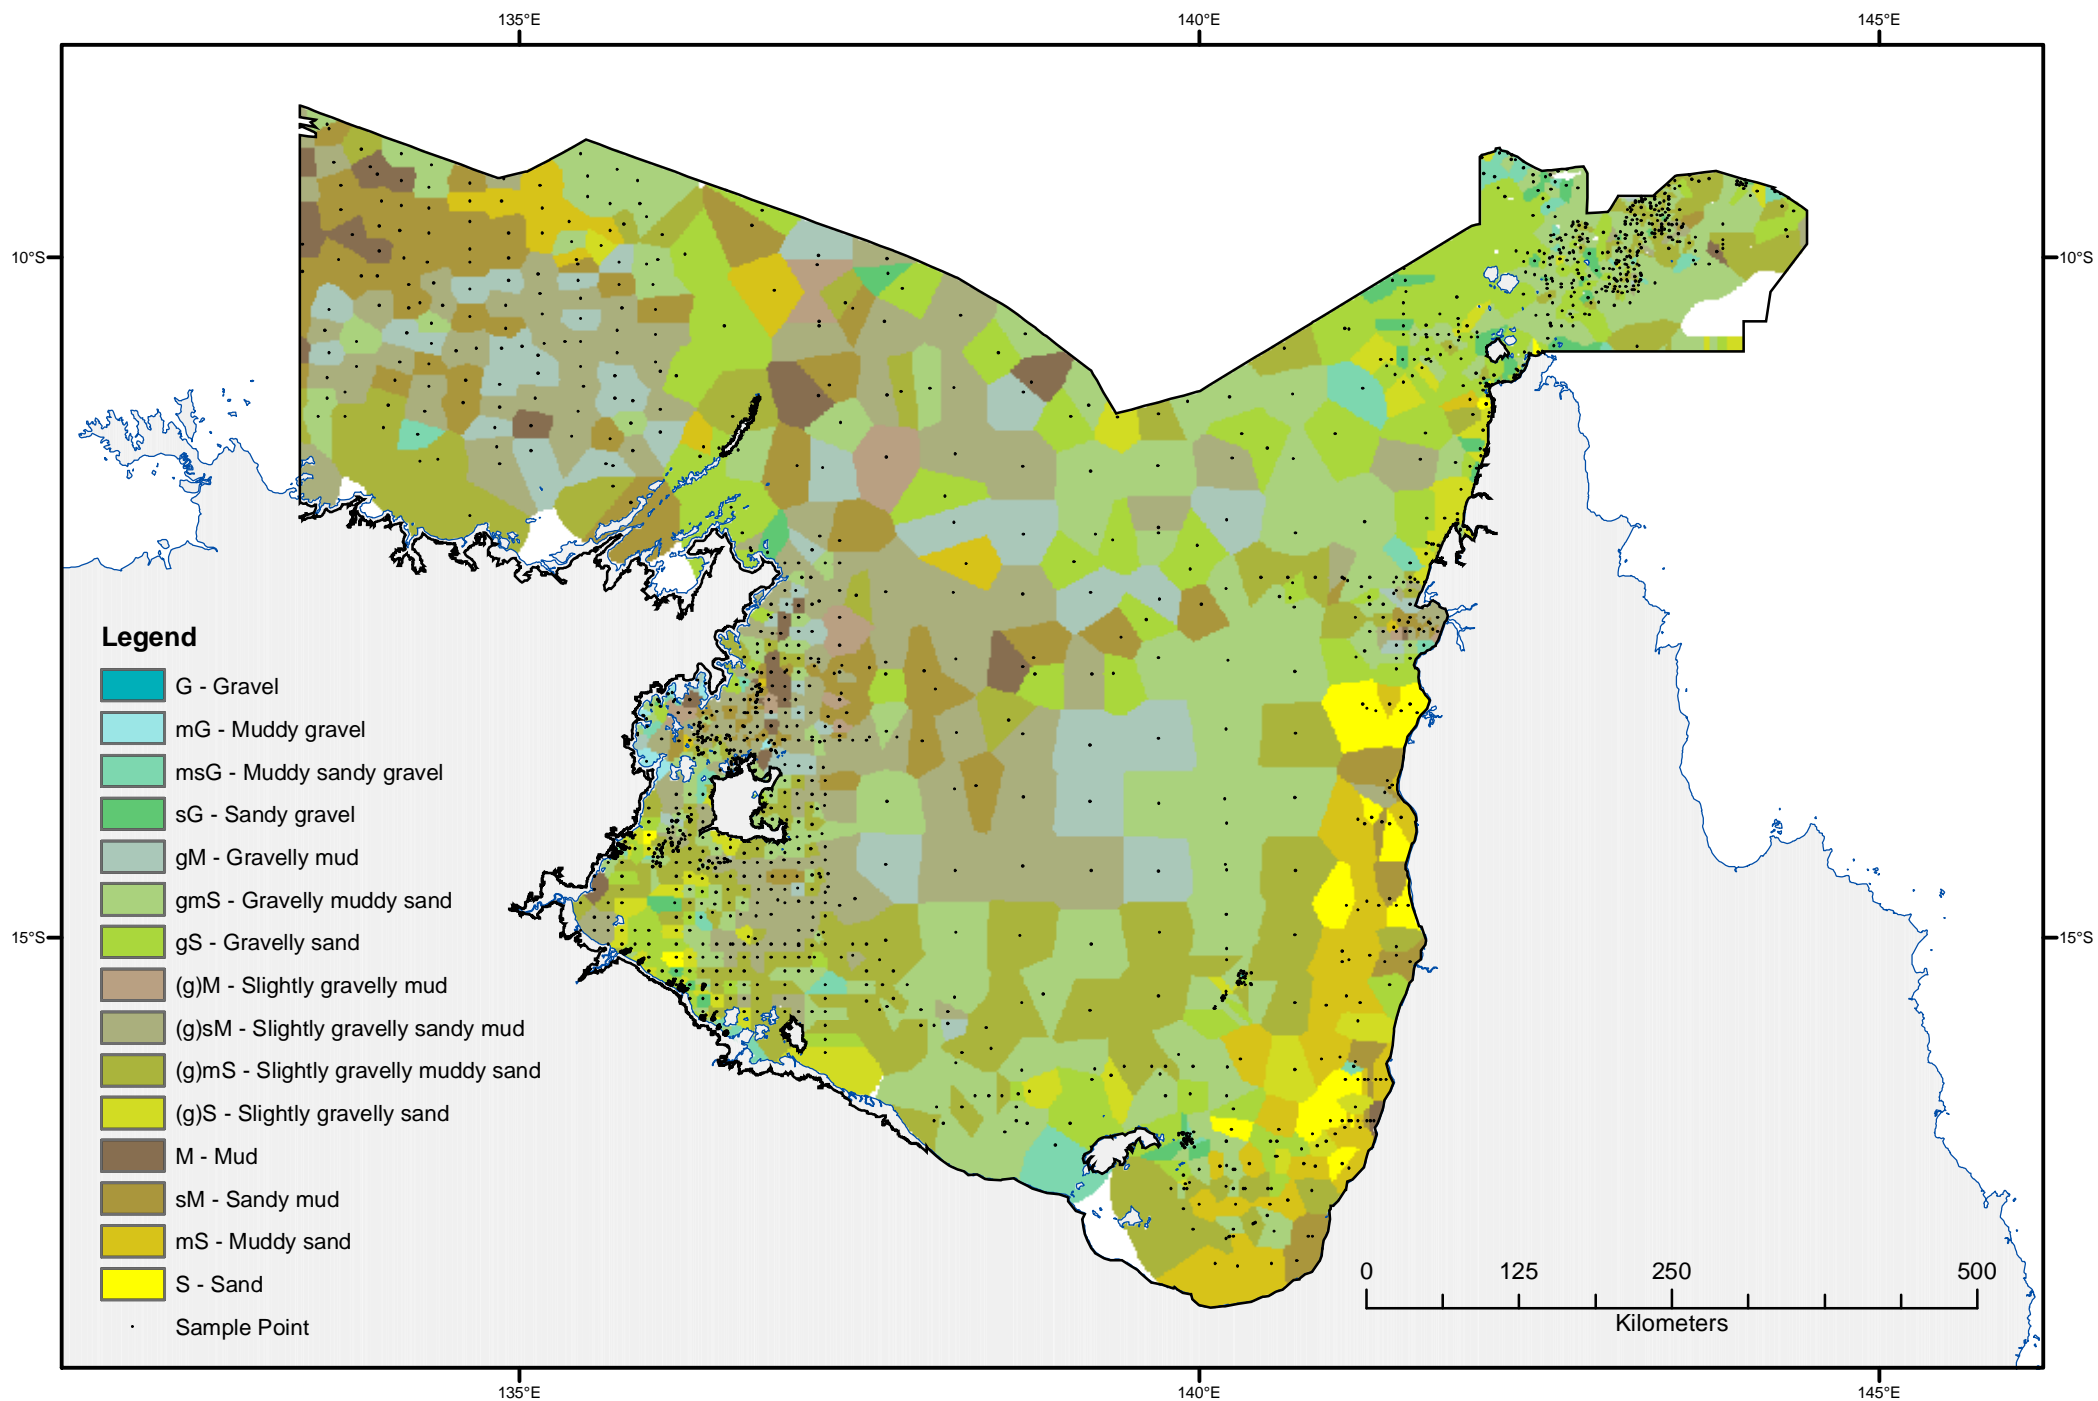 135°E 140°E 145°E
10°S 10°S
Legend
G - Gravel
mG - Muddy gravel
msG - Muddy sandy gravel
sG - Sandy gravel
gM - Gravelly mud
gmS - Gravelly muddy sand
gS - Gravelly sand
15°S 15°S
(g)M - Slightly gravelly mud
(g)sM - Slightly gravelly sandy mud
(g)mS - Slightly gravelly muddy sand
(g)S - Slightly gravelly sand
M - Mud
sM - Sandy mud
mS - Muddy sand
S - Sand
Sample Point
0 125 250 500
Kilometers
135°E 140°E 145°E